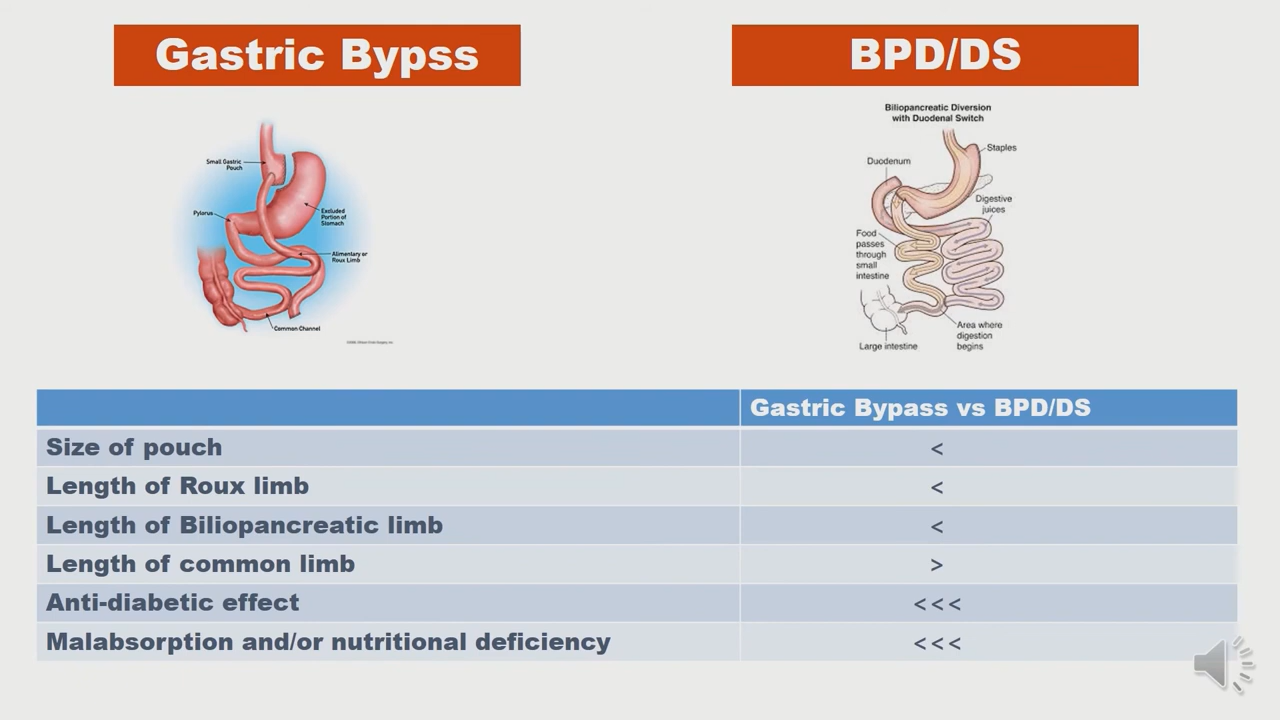 Gastric Bypss
BPD/DS
Small Gastric
Pouch
Pylorus
Excluded
Portion of
Stomach
Alimentary or
Roux Limb
Common Channel
Biliopancreatic Diversion
with Duodenal Switch
Staples
Duodenum
Digestive
juices
Food
passes
through
small
intestine
Area where
digestion
begins
Large intestine
Gastric Bypass vs BPD/DS
Size of pouch <
Length of Roux limb <
Length of Biliopancreatic limb <
Length of common limb >
Anti-diabetic effect <<<
Malabsorption and/or nutritional deficiency <<<